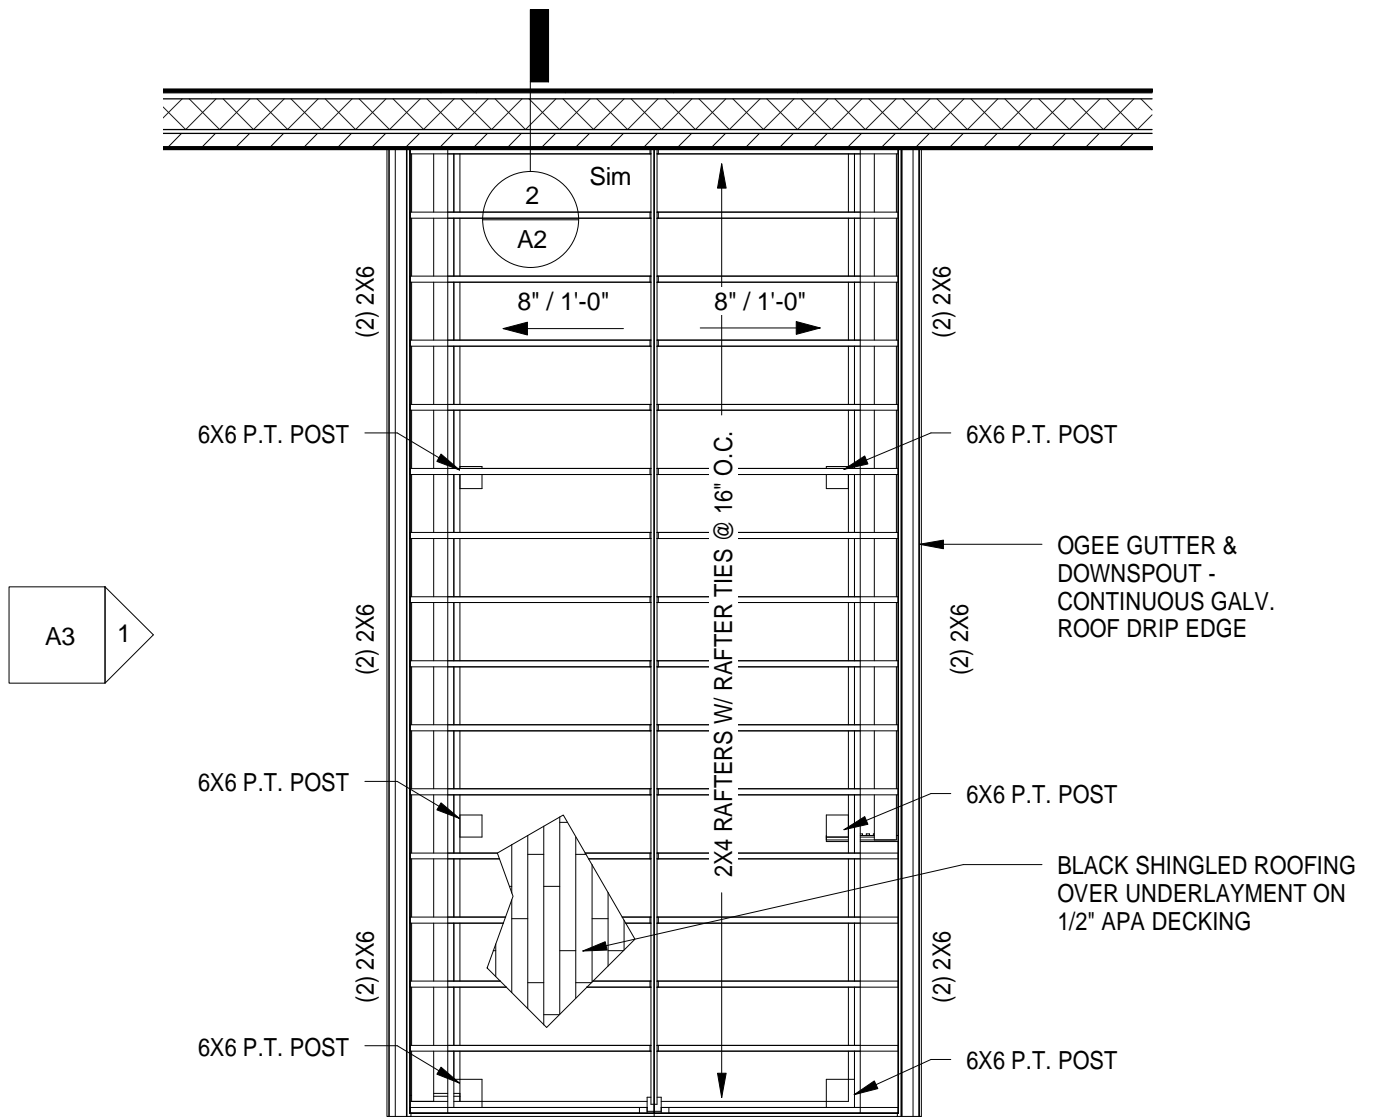 Sim
2
A2
(2) 2X6
(2) 2X6
8" / 1'-0"
8" / 1'-0"
6X6 P.T. POST
6X6 P.T. POST
2X4 RAFTERS W/ RAFTER TIES @ 16" O.C.
OGEE GUTTER &
DOWNSPOUT -
CONTINUOUS GALV.
ROOF DRIP EDGE
A3
1
(2) 2X6
(2) 2X6
6X6 P.T. POST
6X6 P.T. POST
BLACK SHINGLED ROOFING
OVER UNDERLAYMENT ON
1/2" APA DECKING
(2) 2X6
(2) 2X6
6X6 P.T. POST
6X6 P.T. POST